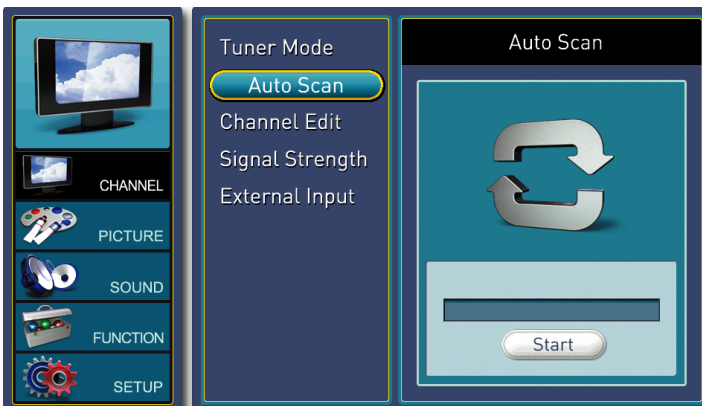 CHANNEL
PICTURE
SOUND
FUNCTION
SETUP
Tuner Mode
Auto Scan
Channel Edit
Signal Strength
External Input
Auto Scan
Start